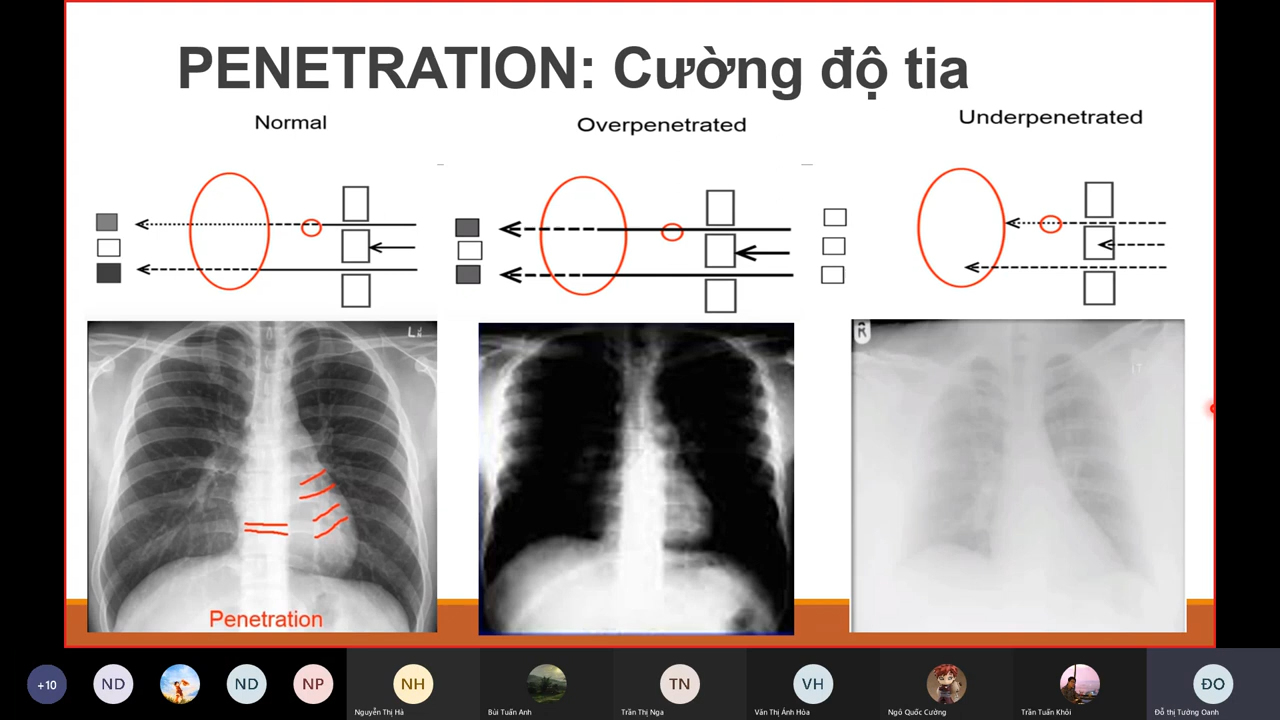 PENETRATION: Cường độ tia
Normal
Overpenetrated
Underpenetrated
R
Penetration
+10
ND
ND
NP
NH
TN
VH
ĐO
Nguyễn Thị Hà
Bùi Tuấn Anh
Trần Thị Nga
Văn Thị Ánh Hòa
Ngô Quốc Cường
Trần Tuấn Khôi
Đỗ thị Tường Oanh